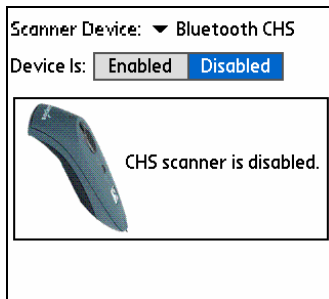 Scanner Device: Bluetooth CHS
Device Is: Enabled Disabled
CHS scanner is disabled.